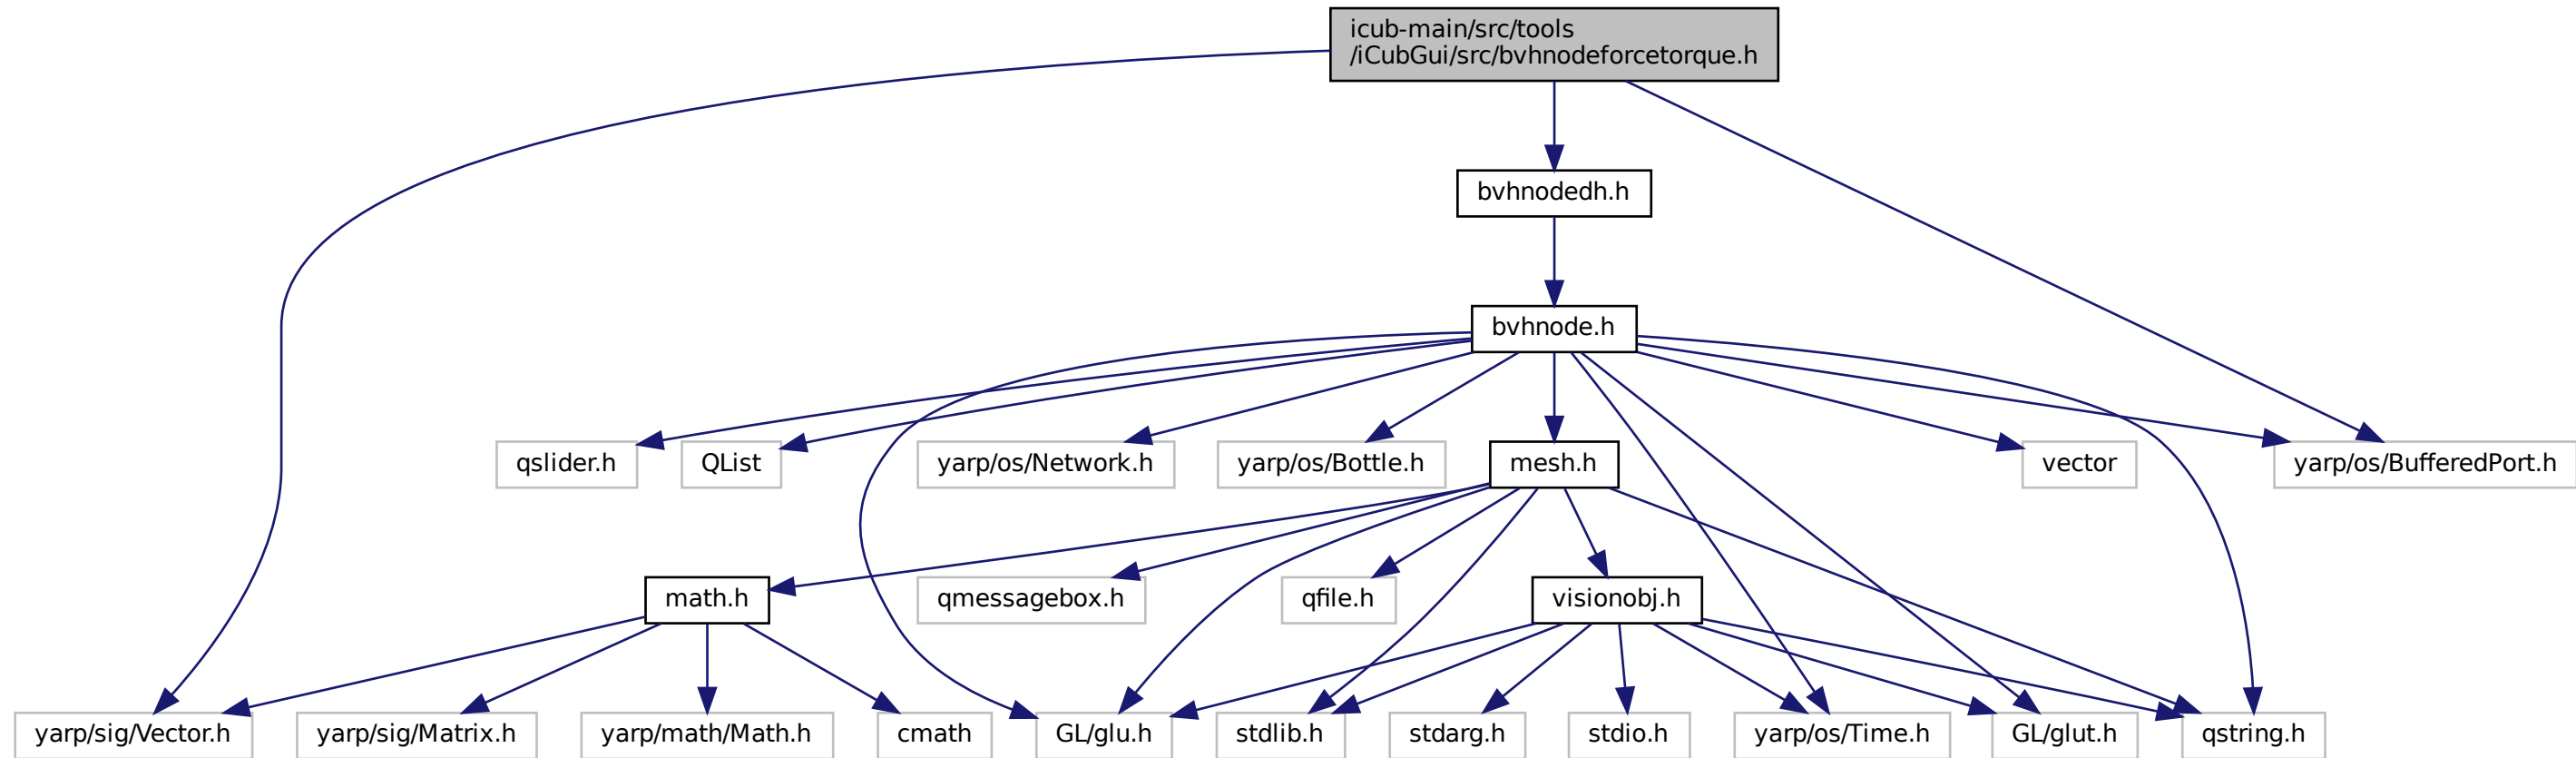 icub-main/src/tools
/iCubGui/src/bvhnodeforcetorque.h
bvhnodedh.h
bvhnode.h
qslider.h
QList
yarp/os/Network.h
yarp/os/Bottle.h
mesh.h
vector
yarp/os/BufferedPort.h
math.h
qmessagebox.h
qfile.h
visionobj.h
yarp/sig/Vector.h
yarp/sig/Matrix.h
yarp/math/Math.h
cmath
GL/glu.h
stdlib.h
stdarg.h
stdio.h
yarp/os/Time.h
GL/glut.h
qstring.h